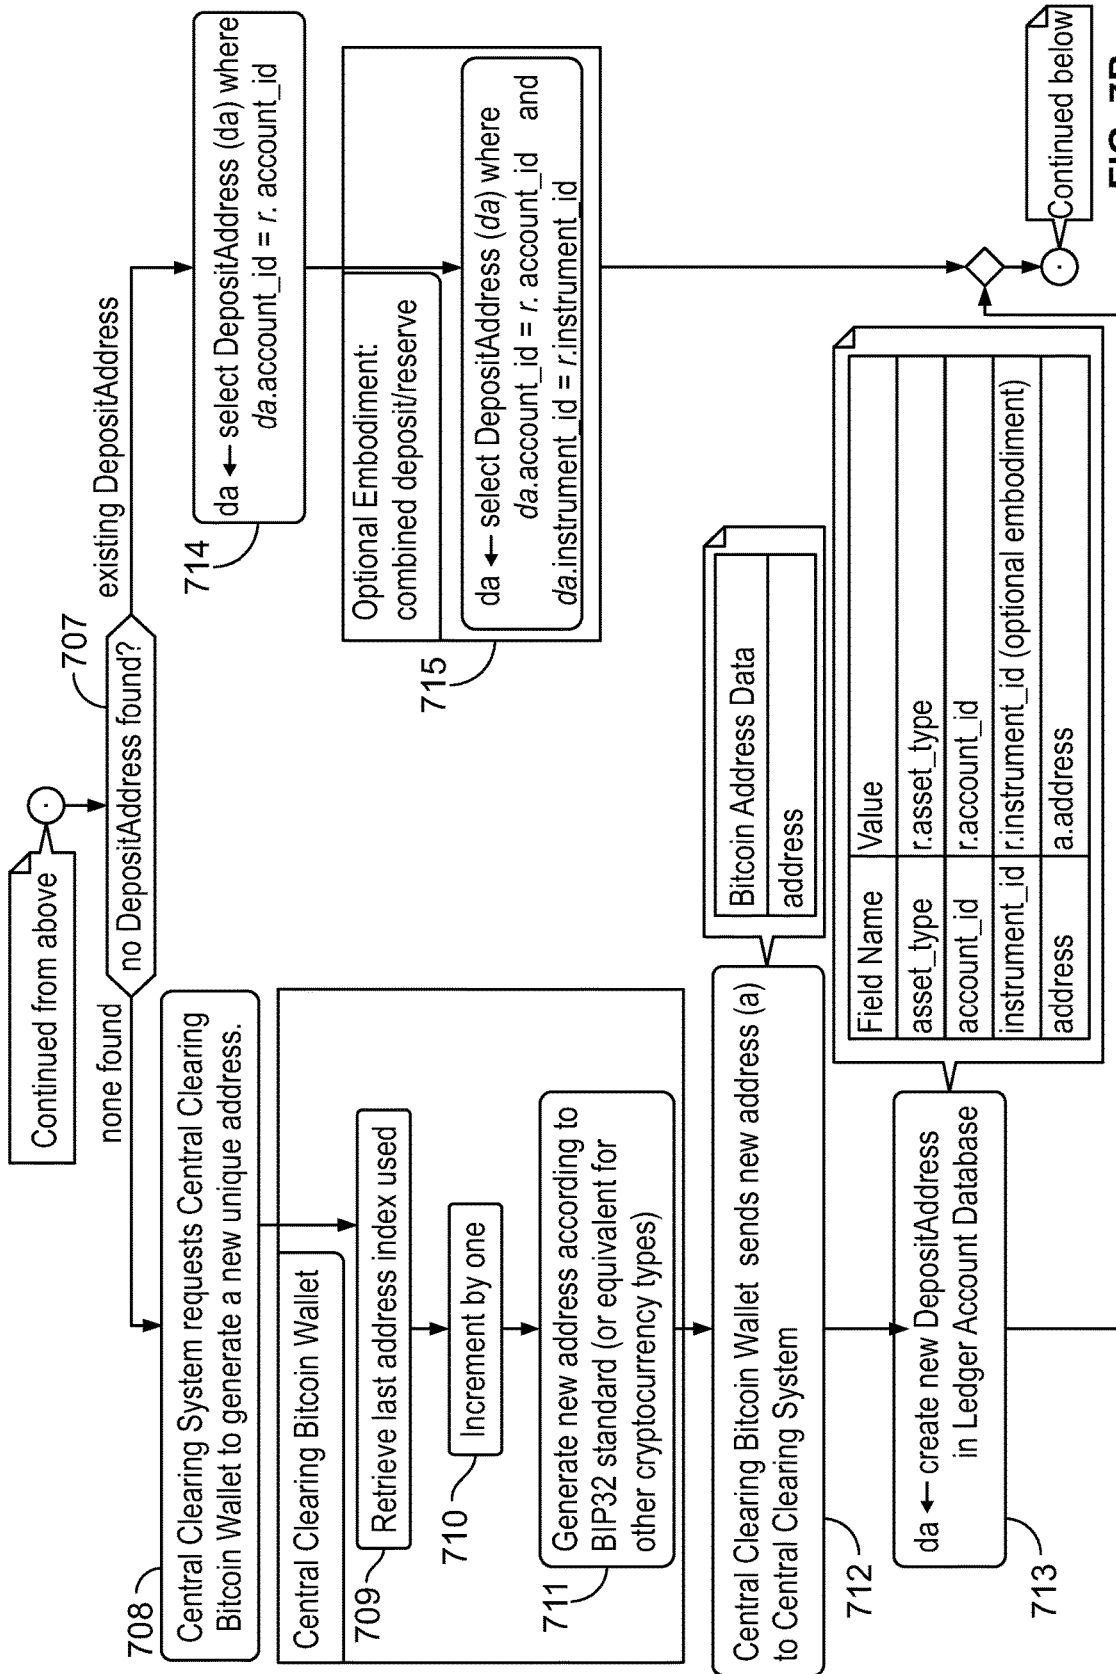 Continued from above
707
no DepositAddress found?
none found
existing DepositAddress
708
Central Clearing System requests Central Clearing
Bitcoin Wallet to generate a new unique address.
Central Clearing Bitcoin Wallet
709
Retrieve last address index used
710
Increment by one
711
Generate new address according to
BIP32 standard (or equivalent for
other cryptocurrency types)
712
Central Clearing Bitcoin Wallet sends new address (a)
to Central Clearing System
Bitcoin Address Data
address
713
da ← create new DepositAddress
in Ledger Account Database
Field Name Value
asset_type r.asset_type
account_id r.account_id
instrument_id r.instrument_id (optional embodiment)
address a.address
714
da ← select DepositAddress (da) where
da.account_id = r. account_id
715
Optional Embodiment:
combined deposit/reserve
da ← select DepositAddress (da) where
da.account_id = r. account_id and
da.instrument_id = r.instrument_id
Continued below